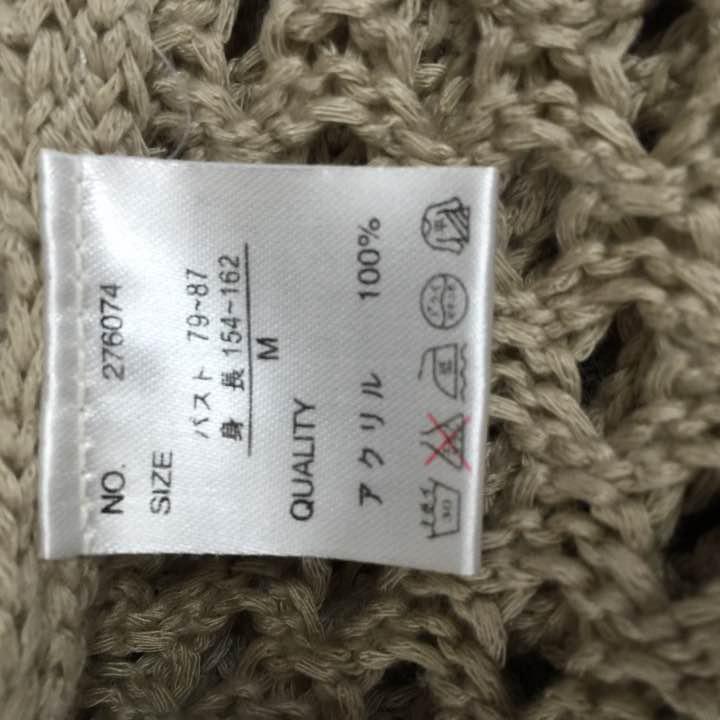 NO. 276074
SIZE
バスト 79~87
身 長 154~162
M
QUALITY
アクリル 100%